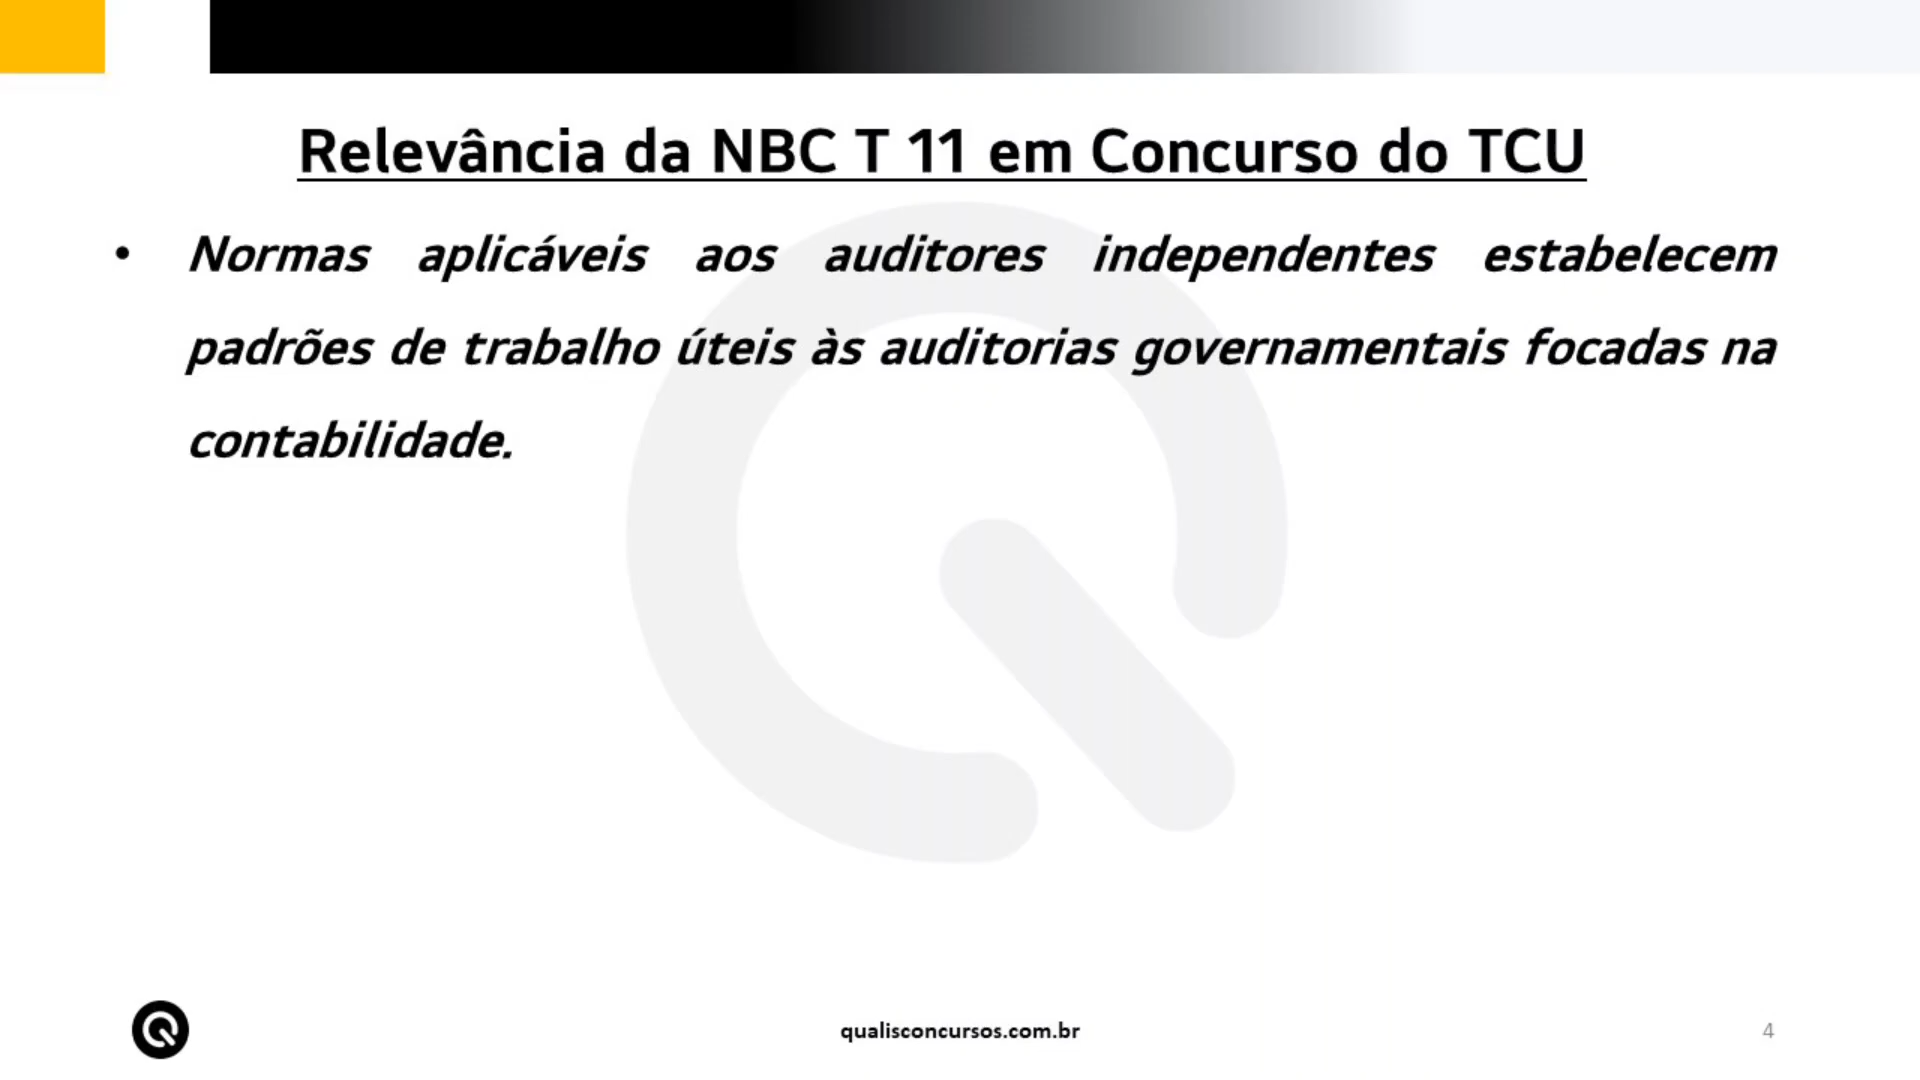 Relevância da NBC T 11 em Concurso do TCU
• Normas aplicáveis aos auditores independentes estabelecem
padrões de trabalho úteis às auditorias governamentais focadas na
contabilidade.
qualisconcursos.com.br
4